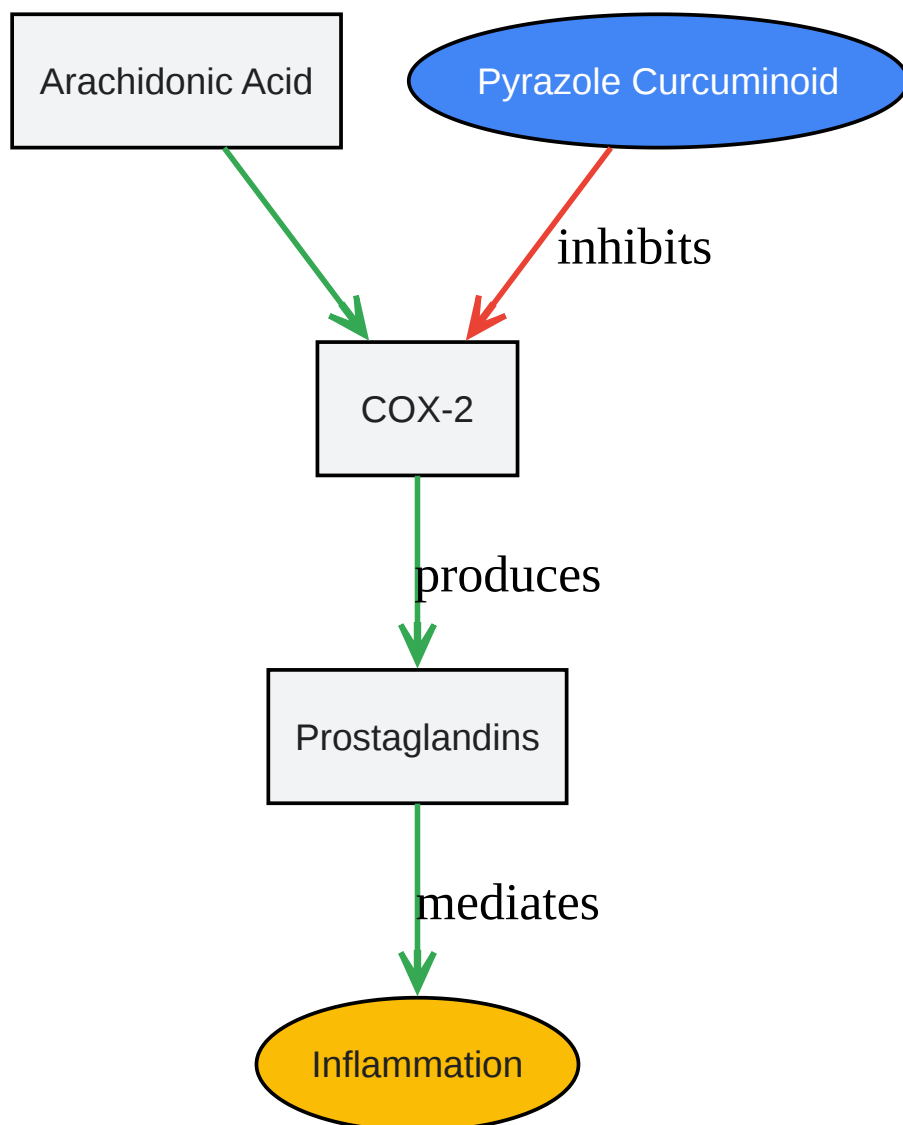 Arachidonic Acid
Pyrazole Curcuminoid
inhibits
COX-2
produces
Prostaglandins
mediates
Inflammation